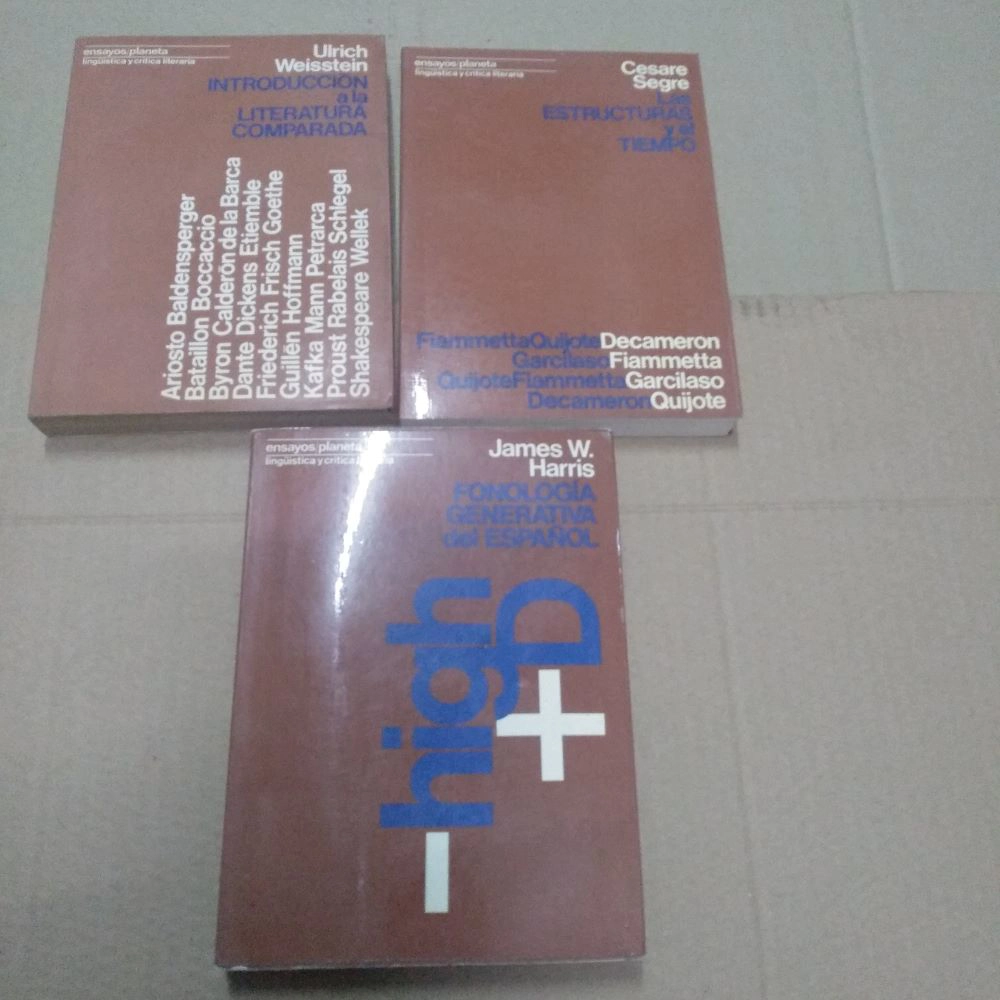 ensayos/planeta
lingüística y crítica literaria
Ulrich
Weisstein
INTRODUCCION
a la
LITERATURA
COMPARADA
Ariosto Baldensperger
Bataillon Boccaccio
Byron Calderón de la Barca
Dante Dickens Etiemble
Friederich Frisch Goethe
Guillén Hoffmann
Kafka Mann Petrarca
Proust Rabelais Schlegel
Shakespeare Wellek
ensayos/planeta
lingüística y crítica literaria
Cesare
Segre
Las
ESTRUCTURAS
y el
TIEMPO
FiammettaQuijoteDecameron
GarcilasoFiammetta
QuijoteFiammettaGarcilaso
DecameronQuijote
ensayos/planeta
lingüística y crítica literaria
James W.
Harris
FONOLOGÍA
GENERATIVA
del ESPAÑOL
-high
+D